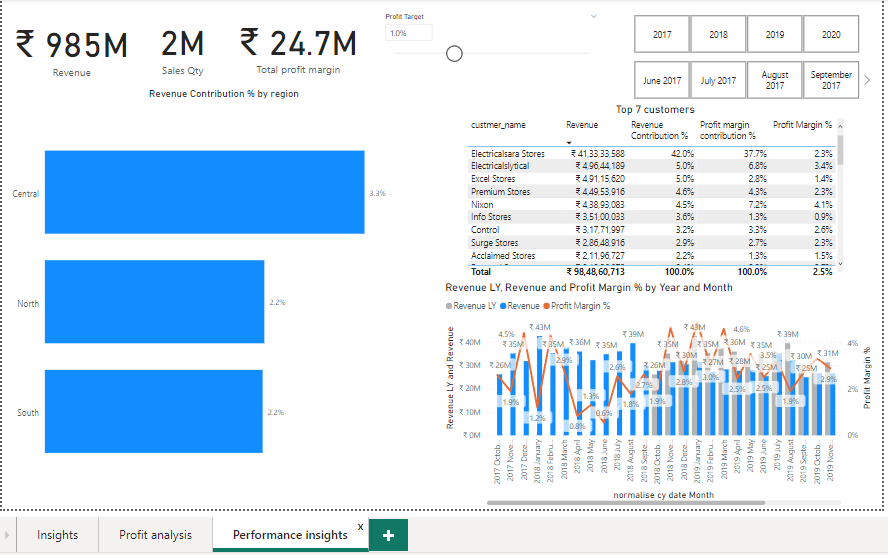 ₹ 985M
Revenue
2M
Sales Qty
₹ 24.7M
Total profit margin
Profit Target
1.0%
2017
2018
2019
2020
June 2017
July 2017
August 2017
September 2017
Revenue Contribution % by region
Central
3.3%
North
2.2%
South
2.2%
Top 7 customers
custmer_name Revenue Revenue Contribution % Profit margin contribution % Profit Margin %
Electricalsara Stores ₹ 41,33,33,588 42.0% 37.7% 2.3%
Electricalslytical ₹ 4,96,44,189 5.0% 6.8% 3.4%
Excel Stores ₹ 4,91,15,620 5.0% 2.8% 1.4%
Premium Stores ₹ 4,49,53,916 4.6% 4.3% 2.3%
Nixon ₹ 4,38,93,083 4.5% 7.2% 4.1%
Info Stores ₹ 3,51,00,033 3.6% 1.3% 0.9%
Control ₹ 3,17,71,997 3.2% 3.3% 2.6%
Surge Stores ₹ 2,86,48,916 2.9% 2.7% 2.3%
Acclaimed Stores ₹ 2,11,96,727 2.2% 1.3% 1.5%
Total ₹ 98,48,60,713 100.0% 100.0% 2.5%
Revenue LY, Revenue and Profit Margin % by Year and Month
Revenue LY Revenue Profit Margin %
Revenue LY and Revenue
₹ 40M
₹ 30M
₹ 20M
₹ 10M
₹ 0M
4%
2%
0%
Profit Margin %
₹ 26M
4.5%
₹ 35M
1.9%
₹ 43M
1.2%
₹ 35M
2.9%
₹ 36M
0.8%
1.3%
₹ 35M
0.6%
2.6%
₹ 39M
1.8%
2.7%
₹ 26M
1.9%
₹ 35M
₹ 30M
2.8%
₹ 43M
₹ 35M
₹ 27M
3.0%
₹ 36M
4.6%
₹ 28M
2.5%
₹ 35M
2.5%
3.5%
₹ 25M
₹ 39M
1.9%
₹ 30M
₹ 25M
₹ 31M
2.9%
2017 Octob...
2017 Nove...
2017 Dece...
2018 January
2018 Febru...
2018 March
2018 April
2018 May
2018 June
2018 July
2018 August
2018 Septe...
2018 Octob...
2018 Nove...
2018 Dece...
2019 January
2019 Febru...
2019 March
2019 April
2019 May
2019 June
2019 July
2019 August
2019 Septe...
2019 Octob...
2019 Nove...
normalise cy date Month
Insights
Profit analysis
Performance insights
x
+